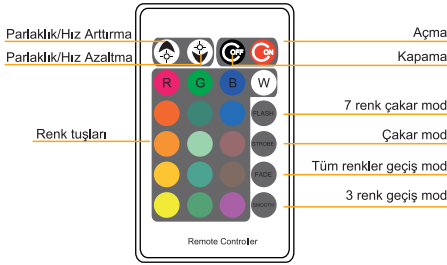 Parlaklık/Hız Arttırma
Açma
Parlaklık/Hız Azaltma
Kapama
OFF
ON
R
G
B
W
FLASH
7 renk çakar mod
Renk tuşları
STROBE
Çakar mod
FADE
Tüm renkler geçiş mod
SMOOTH
3 renk geçiş mod
Remote Controller